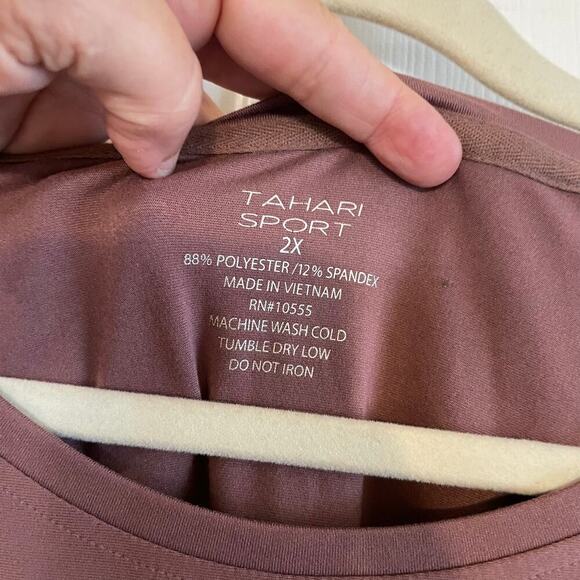 TAHARI
SPORT
2X
88% POLYESTER/12% SPANDEX
MADE IN VIETNAM
RN#10555
MACHINE WASH COLD
TUMBLE DRY LOW
DO NOT IRON